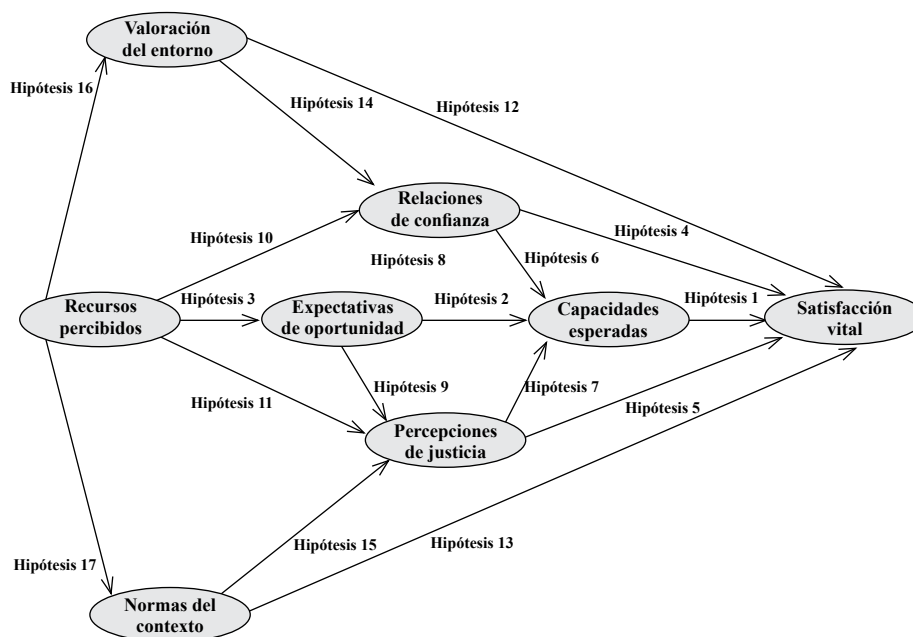 Valoración
del entorno
Hipótesis 16
Hipótesis 14
Hipótesis 12
Relaciones
de confianza
Hipótesis 10
Hipótesis 4
Hipótesis 8
Hipótesis 6
Recursos
percibidos
Hipótesis 3
Expectativas
de oportunidad
Hipótesis 2
Capacidades
esperadas
Hipótesis 1
Satisfacción
vital
Hipótesis 9
Hipótesis 7
Hipótesis 11
Hipótesis 5
Percepciones
de justicia
Hipótesis 15
Hipótesis 13
Hipótesis 17
Normas del
contexto